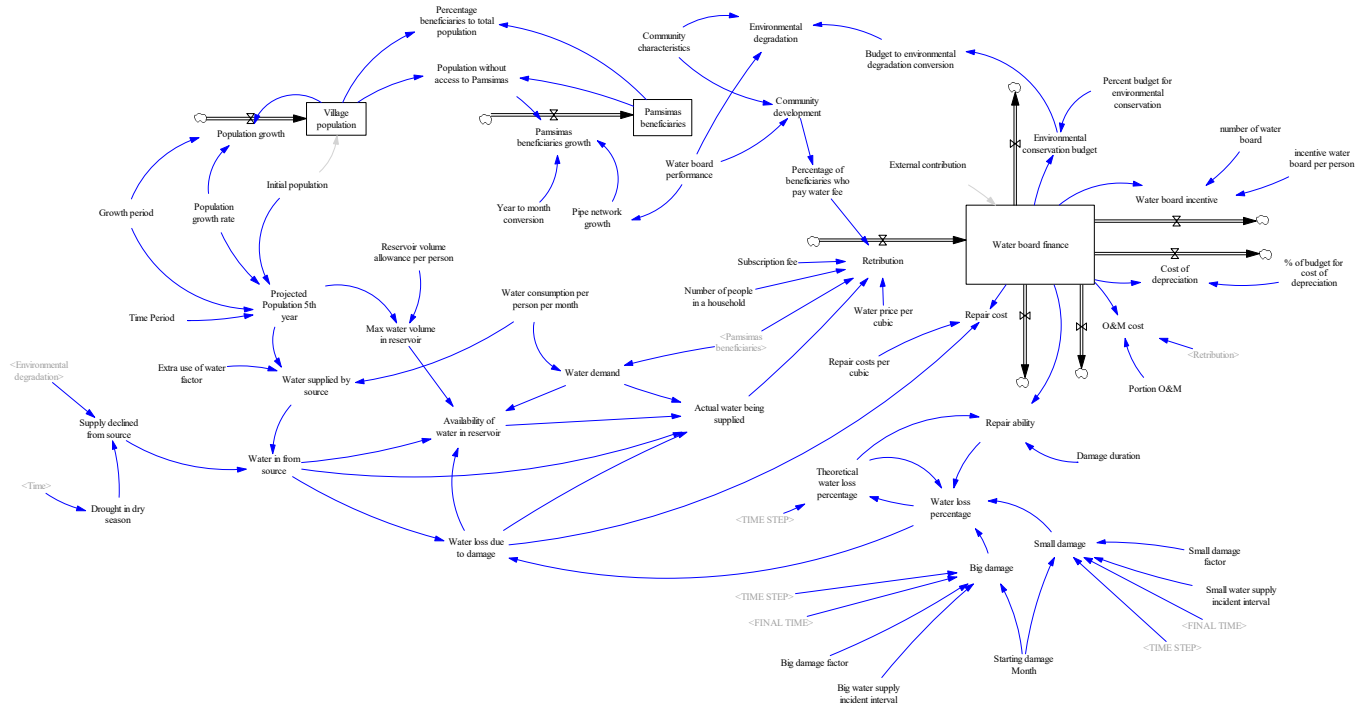 Percentage
beneficiaries to total
population
Community
characteristics
Environmental
degradation
Budget to environmental
degradation conversion
Population without
access to Pamsimas
Percent budget for
environmental
conservation
Village
population
Pamsimas
beneficiaries
Community
development
Population growth
Pamsimas
beneficiaries growth
Environmental
conservation budget
number of water
board
incentive water
board per person
Water board
performance
External contribution
Percentage of
beneficiaries who
pay water fee
Initial population
Water board incentive
Growth period
Population
growth rate
Year to month
conversion
Pipe network
growth
Water board finance
Reservoir volume
allowance per person
Subscription fee
Retribution
Cost of
depreciation
% of budget for
cost of
depreciation
Number of people
in a household
Projected
Population 5th
year
Water consumption per
person per month
Time Period
Max water volume
in reservoir
Water price per
cubic
Repair cost
O&M cost
<Pamsimas
beneficiaries>
<Retribution>
<Environmental
degradation>
Extra use of water
factor
Water supplied by
source
Water demand
Repair costs per
cubic
Portion O&M
Supply declined
from source
Availability of
water in reservoir
Actual water being
supplied
Repair ability
Water in from
source
Damage duration
<Time>
Theoretical
water loss
percentage
Drought in dry
season
<TIME STEP>
Water loss
percentage
Water loss due
to damage
Small damage
Small damage
factor
Big damage
Small water supply
incident interval
<TIME STEP>
<FINAL TIME>
<FINAL TIME>
<TIME STEP>
Big damage factor
Starting damage
Month
Big water supply
incident interval